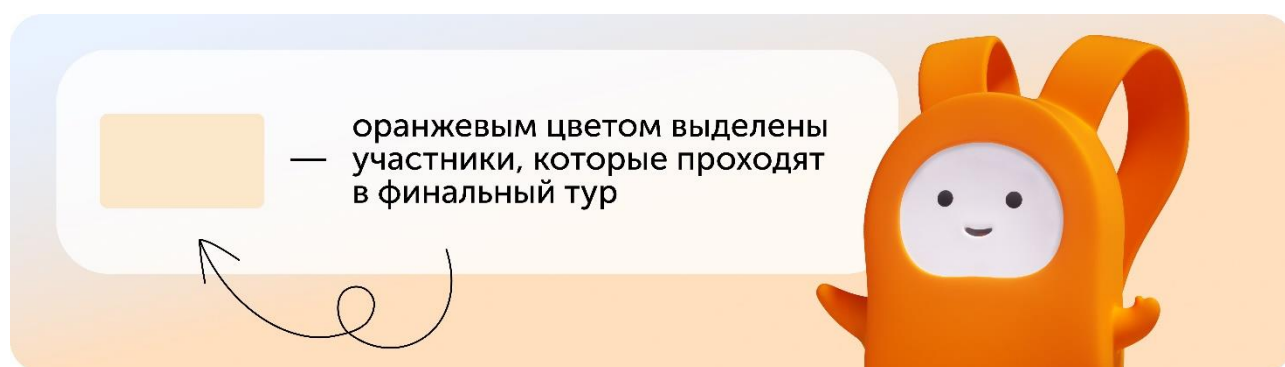 — оранжевым цветом выделены
участники, которые проходят
в финальный тур